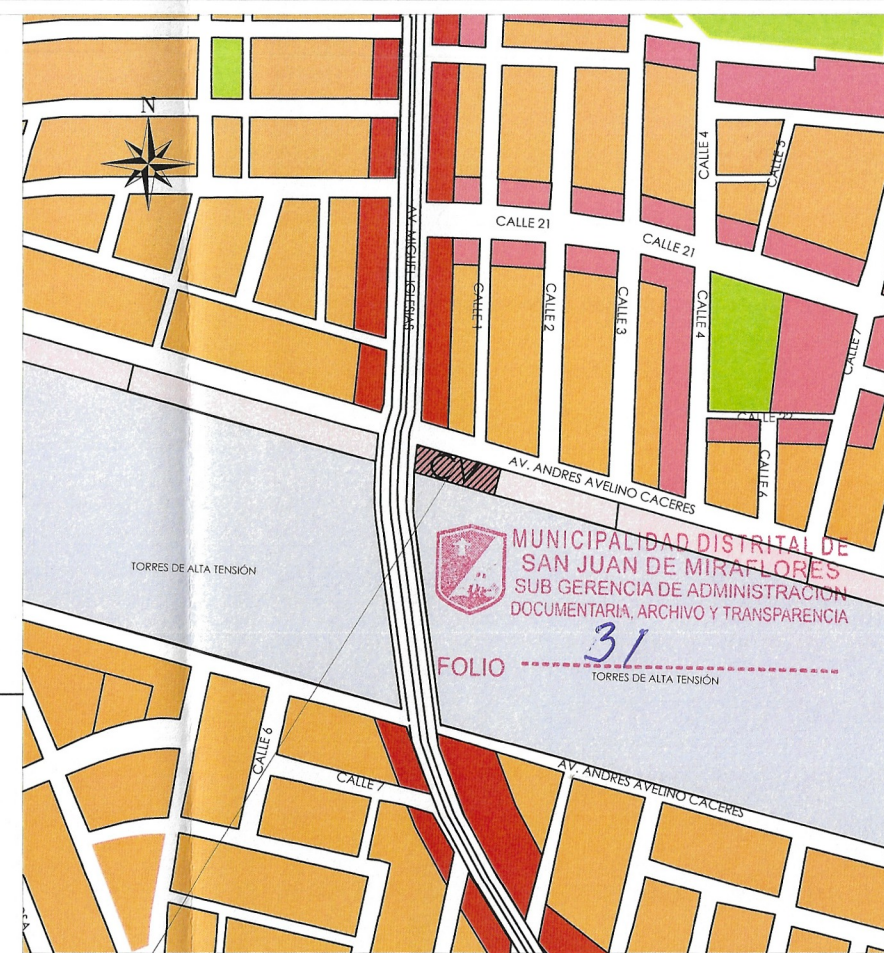 N
CALLE 4
CALLE 5
AV. MIGUEL IGLESIAS
CALLE 21
CALLE 21
CALLE 1
CALLE 2
CALLE 3
CALLE 4
CALLE 7
CALLE 22
CALLE 6
CV
AV. ANDRES AVELINO CACERES
TORRES DE ALTA TENSIÓN
MUNICIPALIDAD DISTRITAL DE
SAN JUAN DE MIRAFLORES
SUB GERENCIA DE ADMINISTRACIÓN
DOCUMENTARIA, ARCHIVO Y TRANSPARENCIA
FOLIO 31
TORRES DE ALTA TENSIÓN
CALLE 6
CALLE 7
AV. ANDRES AVELINO CACERES